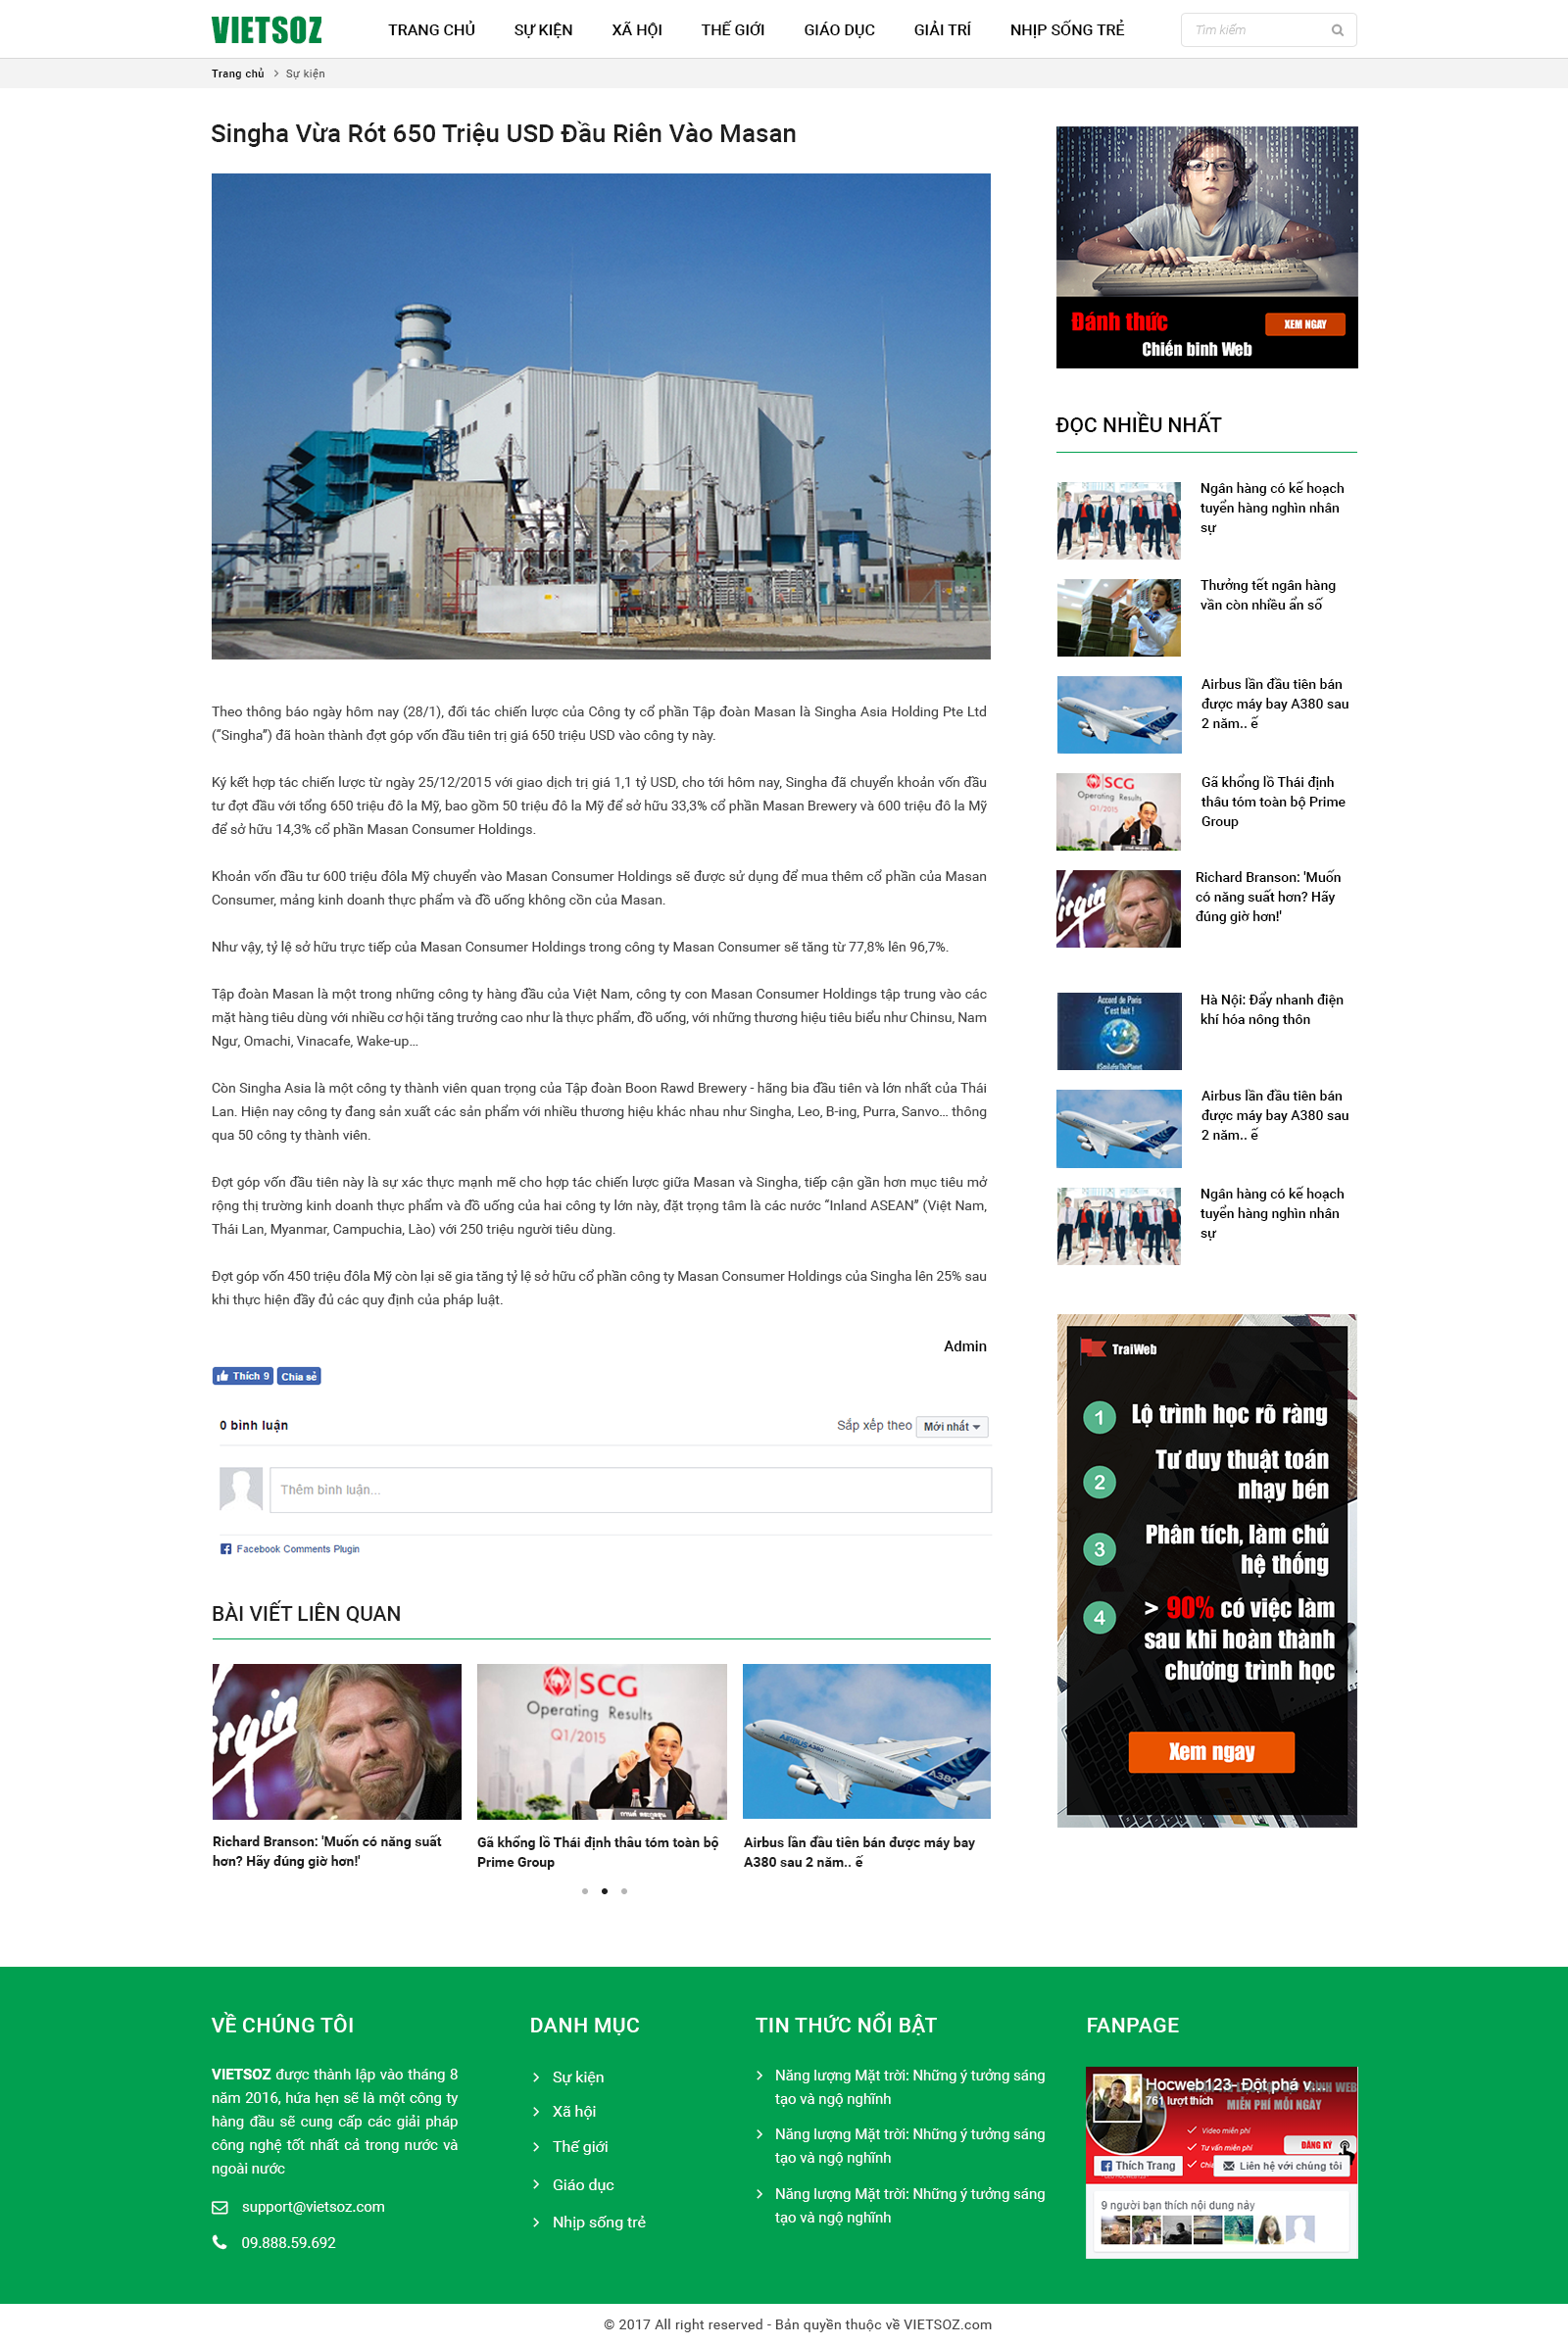 VIETSOZ
TRANG CHỦ
SỰ KIỆN
XÃ HỘI
THẾ GIỚI
GIÁO DỤC
GIẢI TRÍ
NHỊP SỐNG TRẺ
Tìm kiếm
Trang chủ > Sự kiện
Singha Vừa Rót 650 Triệu USD Đầu Riên Vào Masan
Theo thông báo ngày hôm nay (28/1), đối tác chiến lược của Công ty cổ phần Tập đoàn Masan là Singha Asia Holding Pte Ltd
(“Singha”) đã hoàn thành đợt góp vốn đầu tiên trị giá 650 triệu USD vào công ty này.
Ký kết hợp tác chiến lược từ ngày 25/12/2015 với giao dịch trị giá 1,1 tỷ USD, cho tới hôm nay, Singha đã chuyển khoản vốn đầu
tư đợt đầu với tổng 650 triệu đô la Mỹ, bao gồm 50 triệu đô la Mỹ để sở hữu 33,3% cổ phần Masan Brewery và 600 triệu đô la Mỹ
để sở hữu 14,3% cổ phần Masan Consumer Holdings.
Khoản vốn đầu tư 600 triệu đôla Mỹ chuyển vào Masan Consumer Holdings sẽ được sử dụng để mua thêm cổ phần của Masan
Consumer, mảng kinh doanh thực phẩm và đồ uống không cồn của Masan.
Như vậy, tỷ lệ sở hữu trực tiếp của Masan Consumer Holdings trong công ty Masan Consumer sẽ tăng từ 77,8% lên 96,7%.
Tập đoàn Masan là một trong những công ty hàng đầu của Việt Nam, công ty con Masan Consumer Holdings tập trung vào các
mặt hàng tiêu dùng với nhiều cơ hội tăng trưởng cao như là thực phẩm, đồ uống, với những thương hiệu tiêu biểu như Chinsu, Nam
Ngư, Omachi, Vinacafe, Wake-up…
Còn Singha Asia là một công ty thành viên quan trọng của Tập đoàn Boon Rawd Brewery - hãng bia đầu tiên và lớn nhất của Thái
Lan. Hiện nay công ty đang sản xuất các sản phẩm với nhiều thương hiệu khác nhau như Singha, Leo, B-ing, Purra, Sanvo… thông
qua 50 công ty thành viên.
Đợt góp vốn đầu tiên này là sự xác thực mạnh mẽ cho hợp tác chiến lược giữa Masan và Singha, tiếp cận gần hơn mục tiêu mở
rộng thị trường kinh doanh thực phẩm và đồ uống của hai công ty lớn này, đặt trọng tâm là các nước “Inland ASEAN” (Việt Nam,
Thái Lan, Myanmar, Campuchia, Lào) với 250 triệu người tiêu dùng.
Đợt góp vốn 450 triệu đôla Mỹ còn lại sẽ gia tăng tỷ lệ sở hữu cổ phần công ty Masan Consumer Holdings của Singha lên 25% sau
khi thực hiện đầy đủ các quy định của pháp luật.
Admin
Thích 9
Chia sẻ
0 bình luận
Sắp xếp theo Mới nhất
Thêm bình luận...
Facebook Comments Plugin
BÀI VIẾT LIÊN QUAN
irgin
SCG
Operating Results
Q1/2015
AIRBUS A380
A380
Richard Branson: 'Muốn có năng suất
hơn? Hãy đúng giờ hơn!'
Gã khổng lồ Thái định thâu tóm toàn bộ
Prime Group
Airbus lần đầu tiên bán được máy bay
A380 sau 2 năm.. ế
Đánh thức
Chiến binh Web
XEM NGAY
ĐỌC NHIỀU NHẤT
Ngân hàng có kế hoạch
tuyển hàng nghìn nhân
sự
Thưởng tết ngân hàng
vần còn nhiều ẩn số
Airbus lần đầu tiên bán
được máy bay A380 sau
2 năm.. ế
SCG
Operating Results
Q1/2015
Gã khổng lồ Thái định
thâu tóm toàn bộ Prime
Group
irgin
Richard Branson: 'Muốn
có năng suất hơn? Hãy
đúng giờ hơn!'
Accord de Paris
C'est fait !
#SmileForThePlanet
Hà Nội: Đẩy nhanh điện
khí hóa nông thôn
Airbus lần đầu tiên bán
được máy bay A380 sau
2 năm.. ế
Ngân hàng có kế hoạch
tuyển hàng nghìn nhân
sự
TraiWeb
1 Lộ trình học rõ ràng
2 Tư duy thuật toán
nhạy bén
3 Phân tích, làm chủ
hệ thống
4 > 90% có việc làm
sau khi hoàn thành
chương trình học
Xem ngay
VỀ CHÚNG TÔI
VIETSOZ được thành lập vào tháng 8
năm 2016, hứa hẹn sẽ là một công ty
hàng đầu sẽ cung cấp các giải pháp
công nghệ tốt nhất cả trong nước và
ngoài nước
support@vietsoz.com
09.888.59.692
DANH MỤC
Sự kiện
Xã hội
Thế giới
Giáo dục
Nhịp sống trẻ
TIN THỨC NỔI BẬT
Năng lượng Mặt trời: Những ý tưởng sáng
tạo và ngộ nghĩnh
Năng lượng Mặt trời: Những ý tưởng sáng
tạo và ngộ nghĩnh
Năng lượng Mặt trời: Những ý tưởng sáng
tạo và ngộ nghĩnh
FANPAGE
Hocweb123 - Đột phá v...
761 lượt thích
MIỄN PHÍ MỖI NGÀY
Video miễn phí
Tư vấn miễn phí
ĐĂNG KÝ
Thích Trang
Liên hệ với chúng tôi
9 người bạn thích nội dung này
© 2017 All right reserved - Bản quyền thuộc về VIETSOZ.com